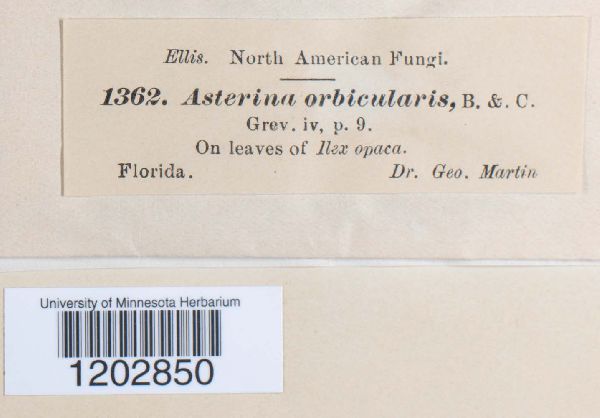 Ellis. North American Fungi.
1362. Asterina orbicularis, B. & C.
Grev. iv, p. 9.
On leaves of Ilex opaca.
Florida. Dr. Geo. Martin
University of Minnesota Herbarium
1202850